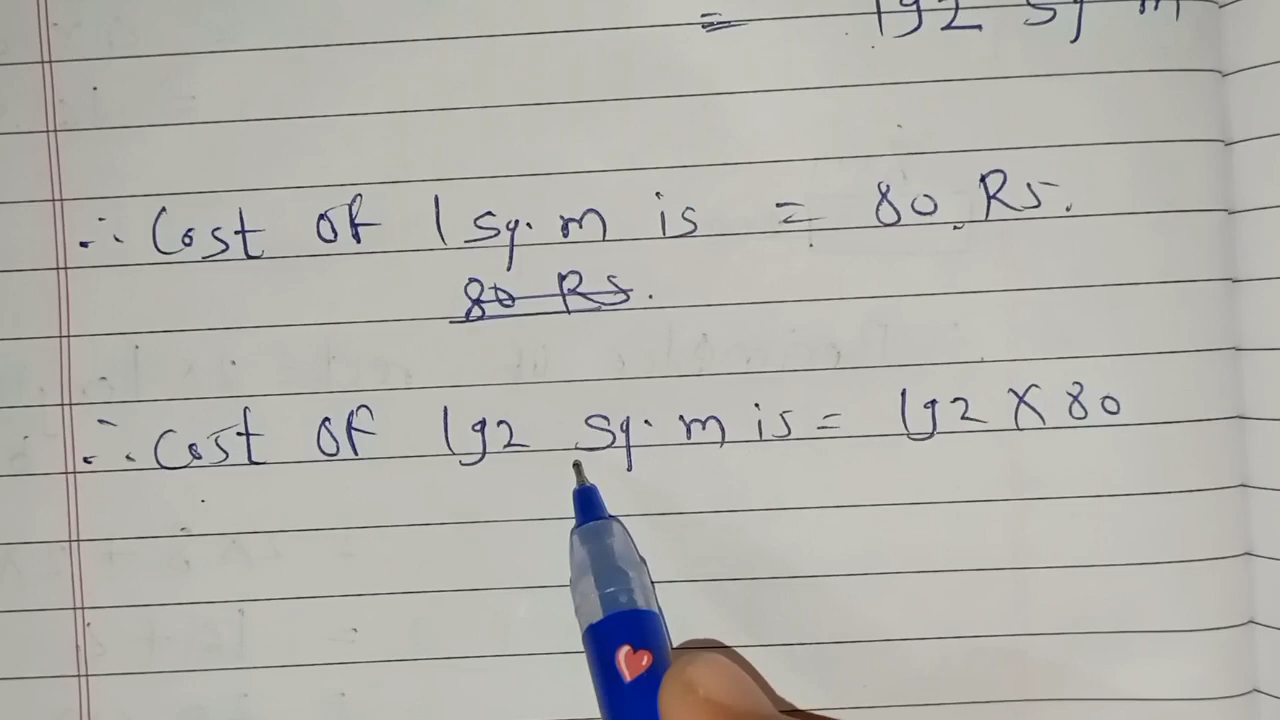 = 192 sq m
∴ Cost of 1 sq. m is = 80 Rs.
80 Rs.
∴ Cost of 192 sq. m is = 192 X 80